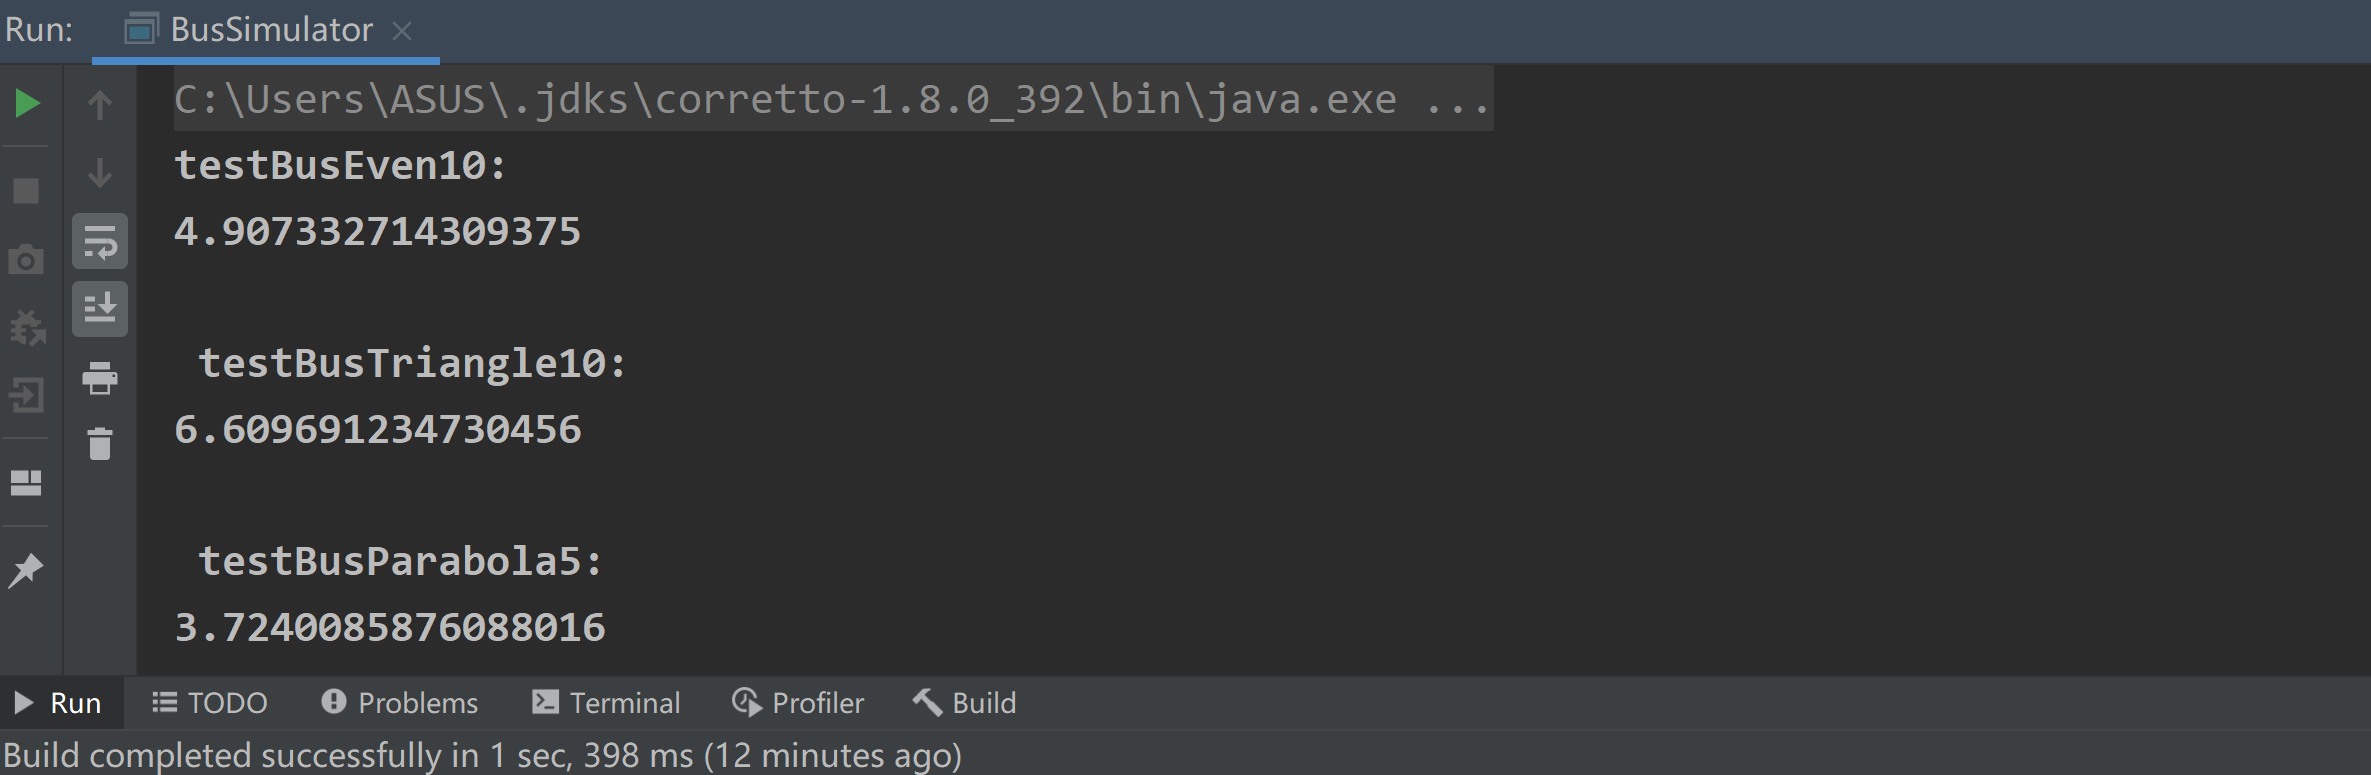 Run: BusSimulator
C:\Users\ASUS\.jdks\corretto-1.8.0_392\bin\java.exe ...
testBusEven10:
4.907332714309375
testBusTriangle10:
6.609691234730456
testBusParabola5:
3.7240085876088016
Run TODO Problems Terminal Profiler Build
Build completed successfully in 1 sec, 398 ms (12 minutes ago)